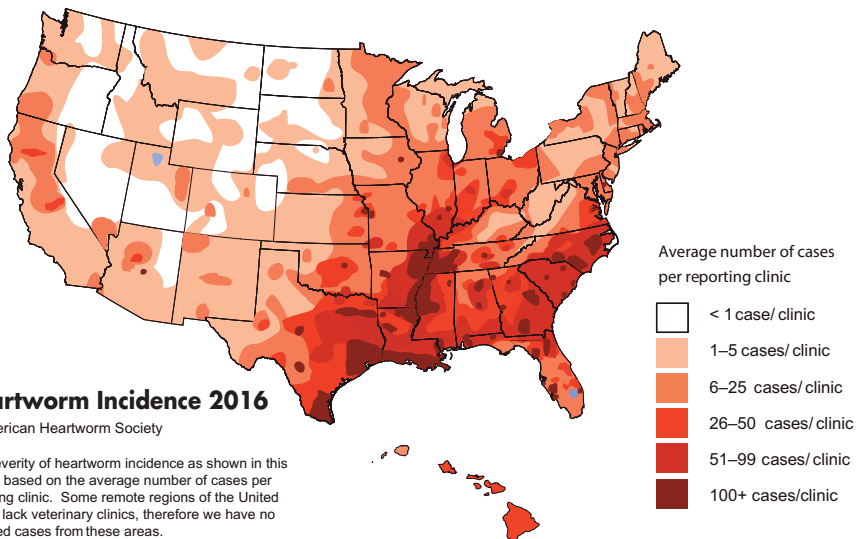 Average number of cases
per reporting clinic
< 1 case/ clinic
1–5 cases/ clinic
6–25 cases/ clinic
26–50 cases/ clinic
51–99 cases/ clinic
100+ cases/clinic
artworm Incidence 2016
erican Heartworm Society
everity of heartworm incidence as shown in this
based on the average number of cases per
ng clinic. Some remote regions of the United
lack veterinary clinics, therefore we have no
ed cases from these areas.